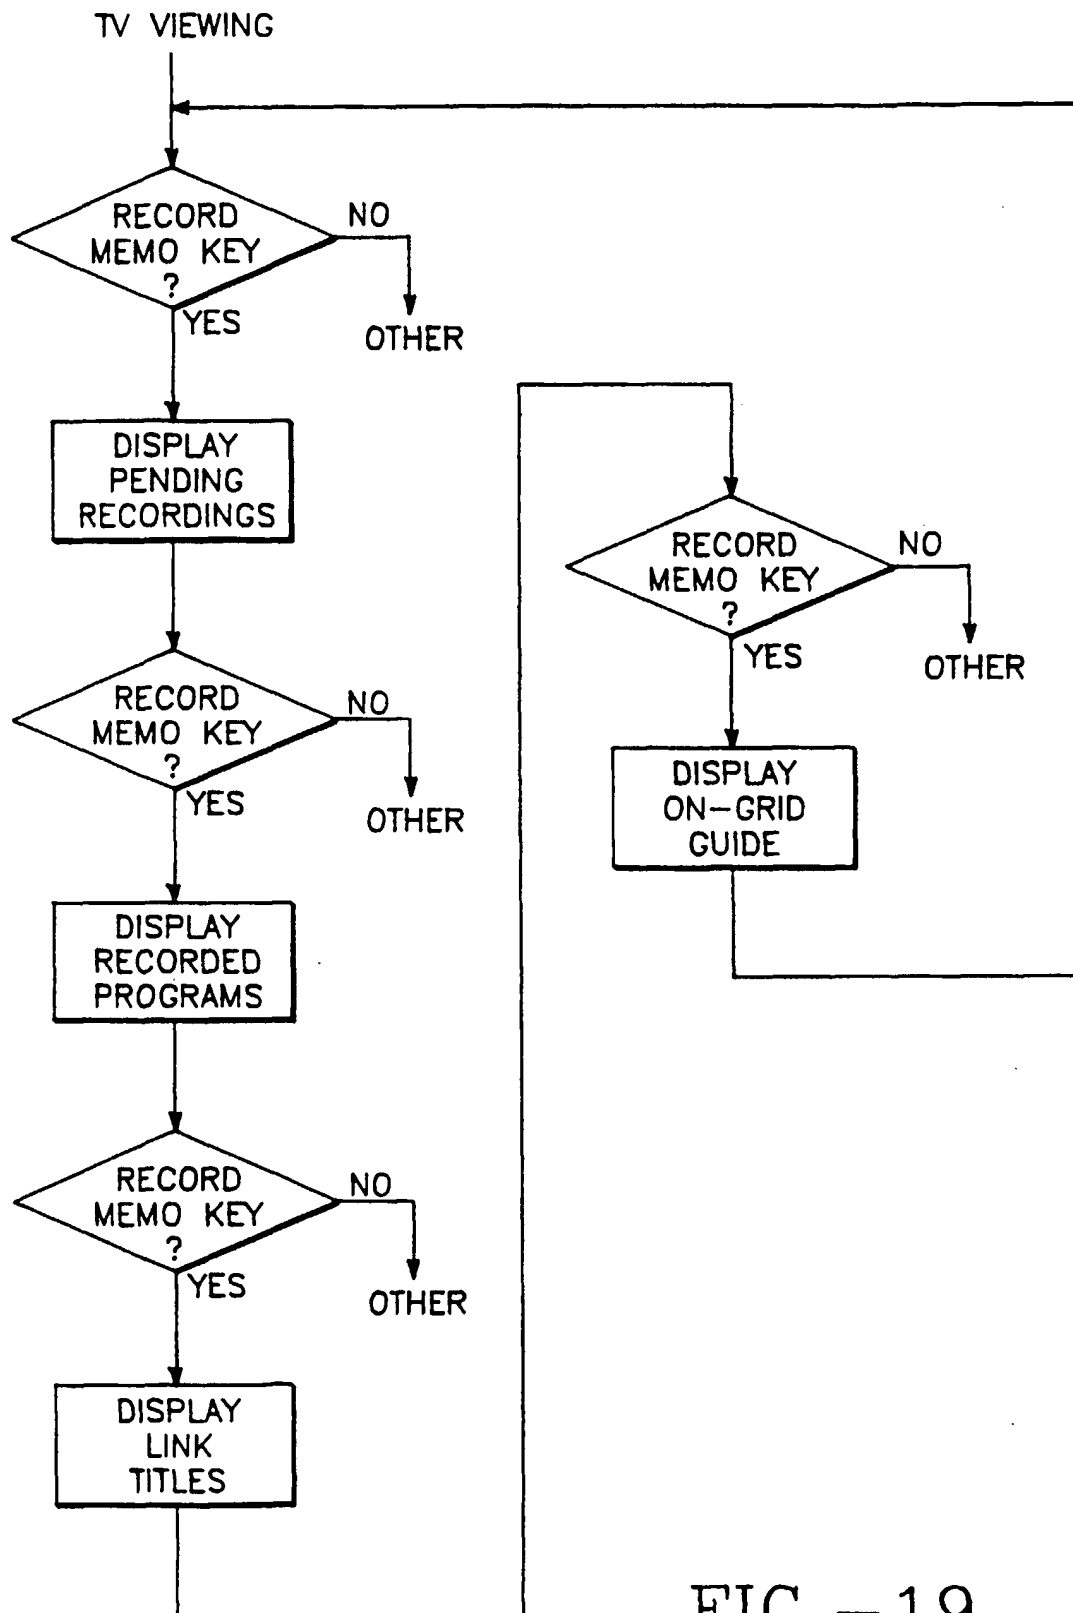 TV VIEWING
RECORD
MEMO KEY
?
NO
YES
OTHER
DISPLAY
PENDING
RECORDINGS
RECORD
MEMO KEY
?
NO
YES
OTHER
DISPLAY
RECORDED
PROGRAMS
RECORD
MEMO KEY
?
NO
YES
OTHER
DISPLAY
LINK
TITLES
RECORD
MEMO KEY
?
NO
YES
OTHER
DISPLAY
ON-GRID
GUIDE
FIG.-19